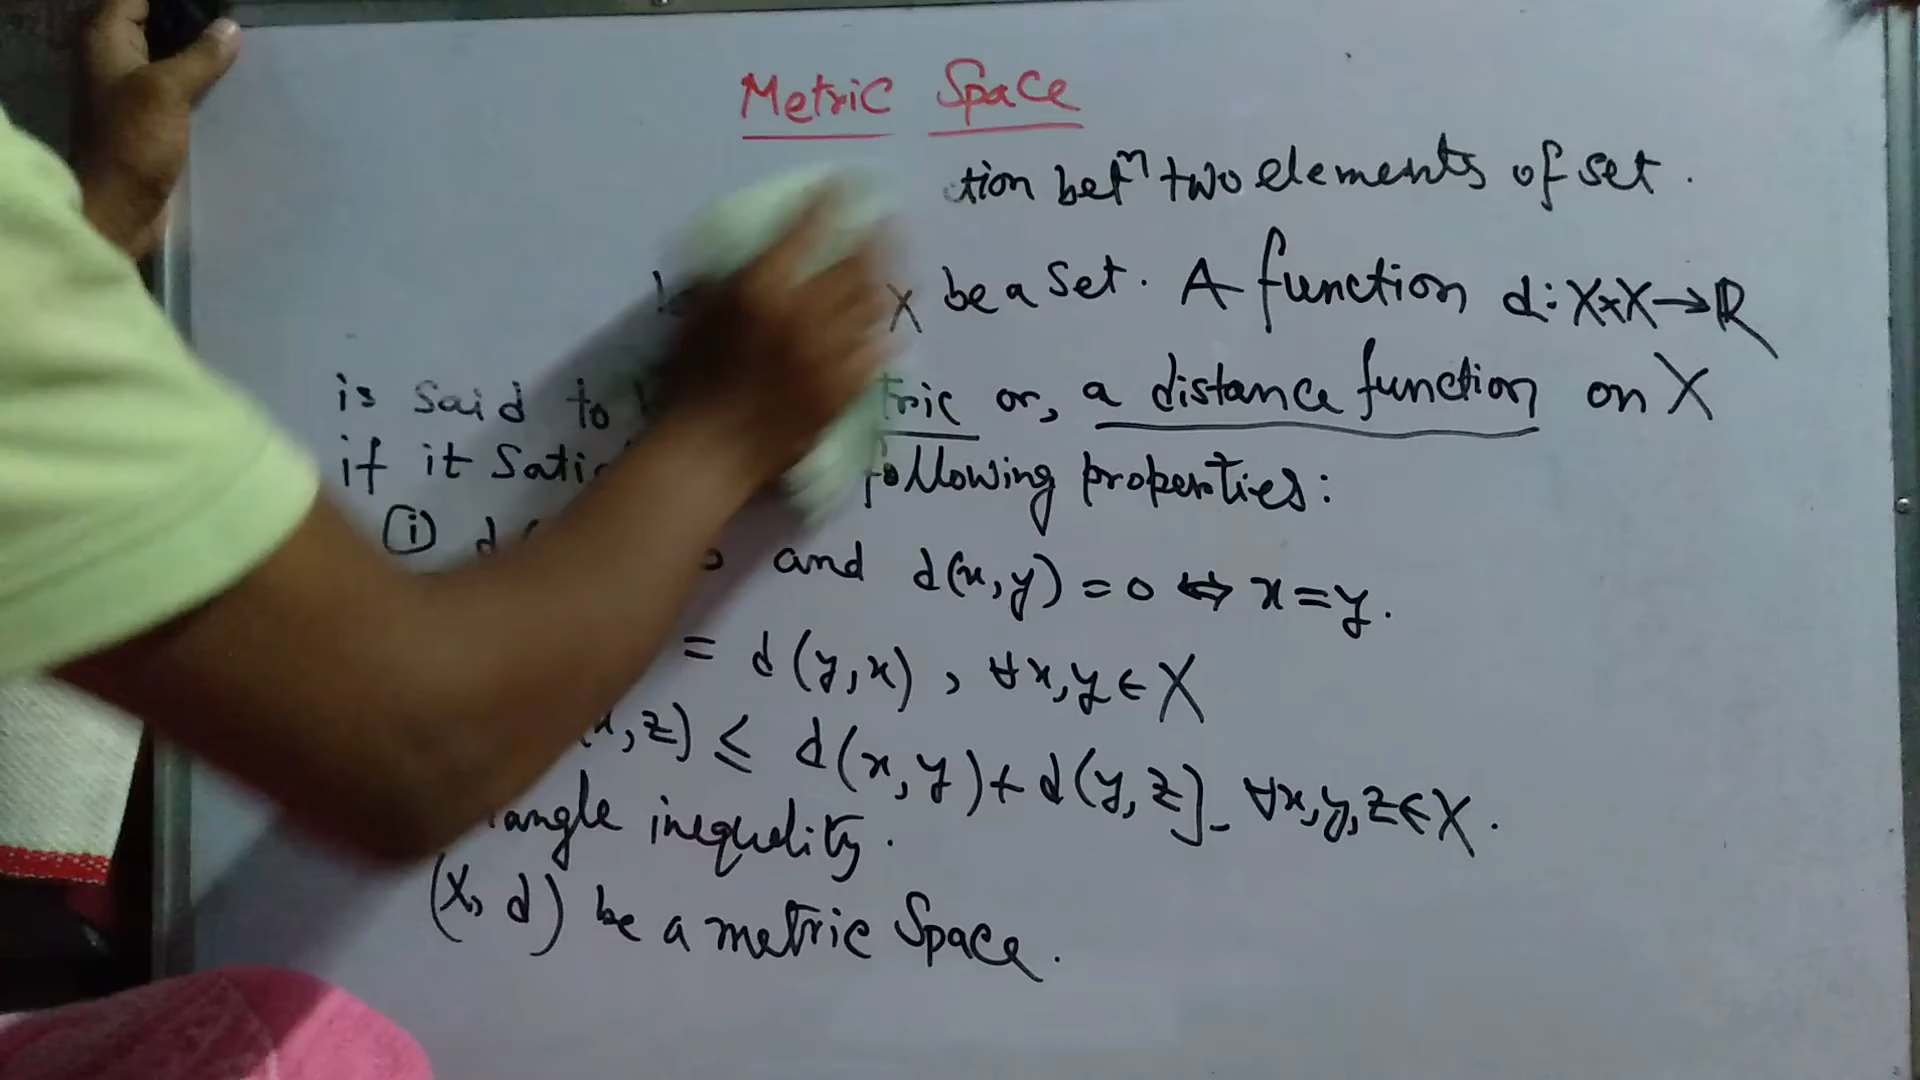 Metric Space
tion betⁿ two elements of set.
X be a set. A function d: X×X→ℝ
is said to tric or, a distance function on X
if it following properties:
(i) d( and d(x,y) = 0 ⇔ x=y.
= d(y,x), ∀x,y ∈ X
,z) ≤ d(x,y)+d(y,z) ∀x,y,z∈X.
angle inequality.
(X, d) be a metric Space.